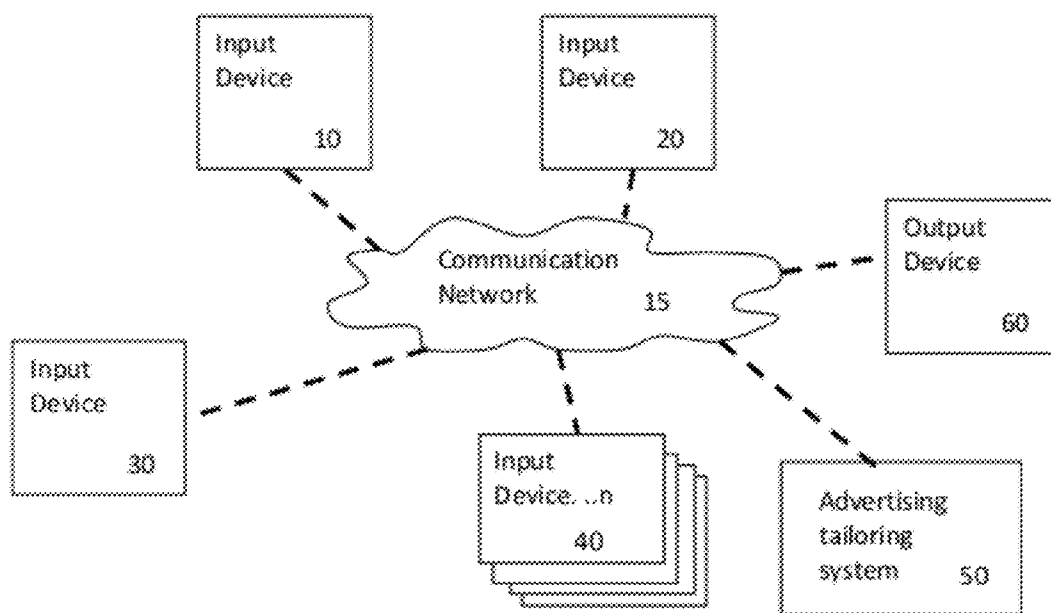 Input
Device
10
Input
Device
20
Communication
Network
15
Output
Device
60
Input
Device
30
Input
Device. ..n
40
Advertising
tailoring
system
50